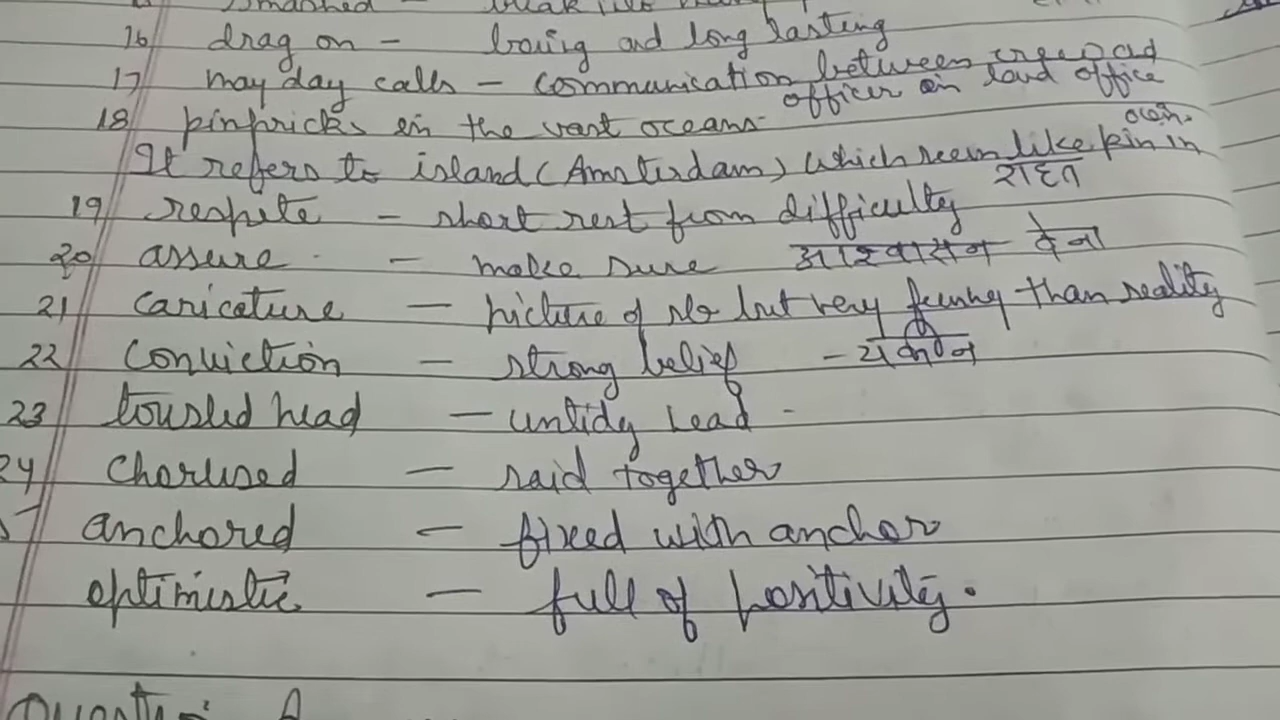 smashed -
16 drag on - boring and long lasting
17 may day calls - communication between crew and
officer in land office
18 pinpricks in the vast oceans.
It refers to island (Amsterdam) which seem like pin in
ocean.
19 respite - short rest from difficulty राहत
20 assure - make sure आश्वासन देना
21 caricature - picture of sb but very funny than reality
22 conviction - strong belief - यकीन
23 tousled head - untidy head -
24 chorused - said together
anchored - fixed with anchor
optimistic - full of positivity.